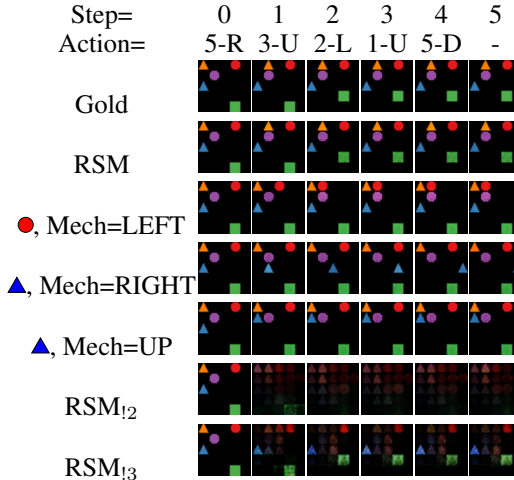 Step= 0 1 2 3 4 5
Action= 5-R 3-U 2-L 1-U 5-D -
Gold
RSM
, Mech=LEFT
, Mech=RIGHT
, Mech=UP
RSM!2
RSM!3